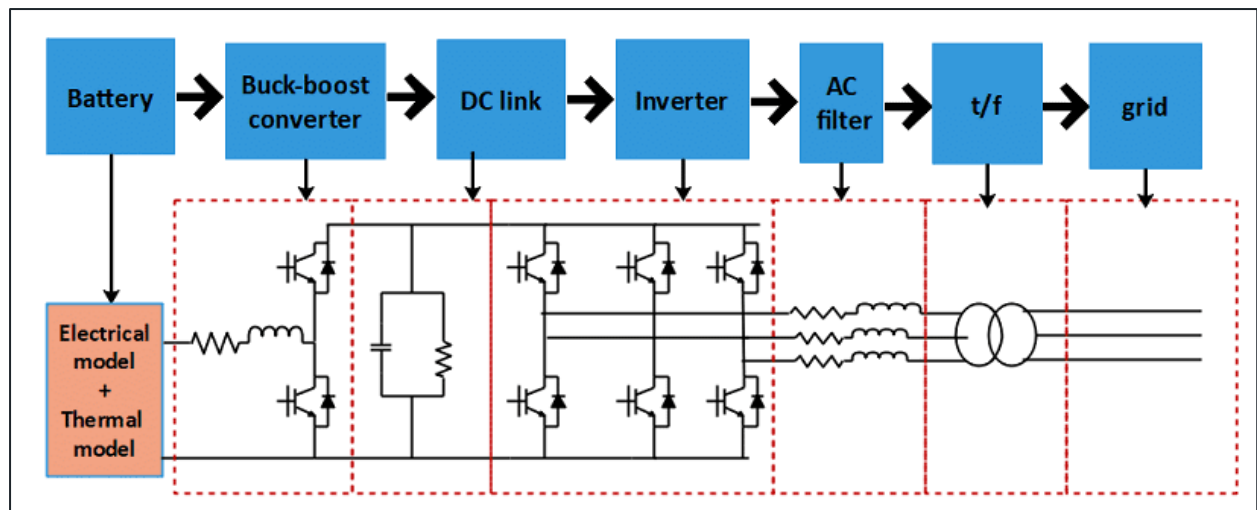 Battery
Buck-boost
converter
DC link
Inverter
AC
filter
t/f
grid
Electrical
model
+
Thermal
model